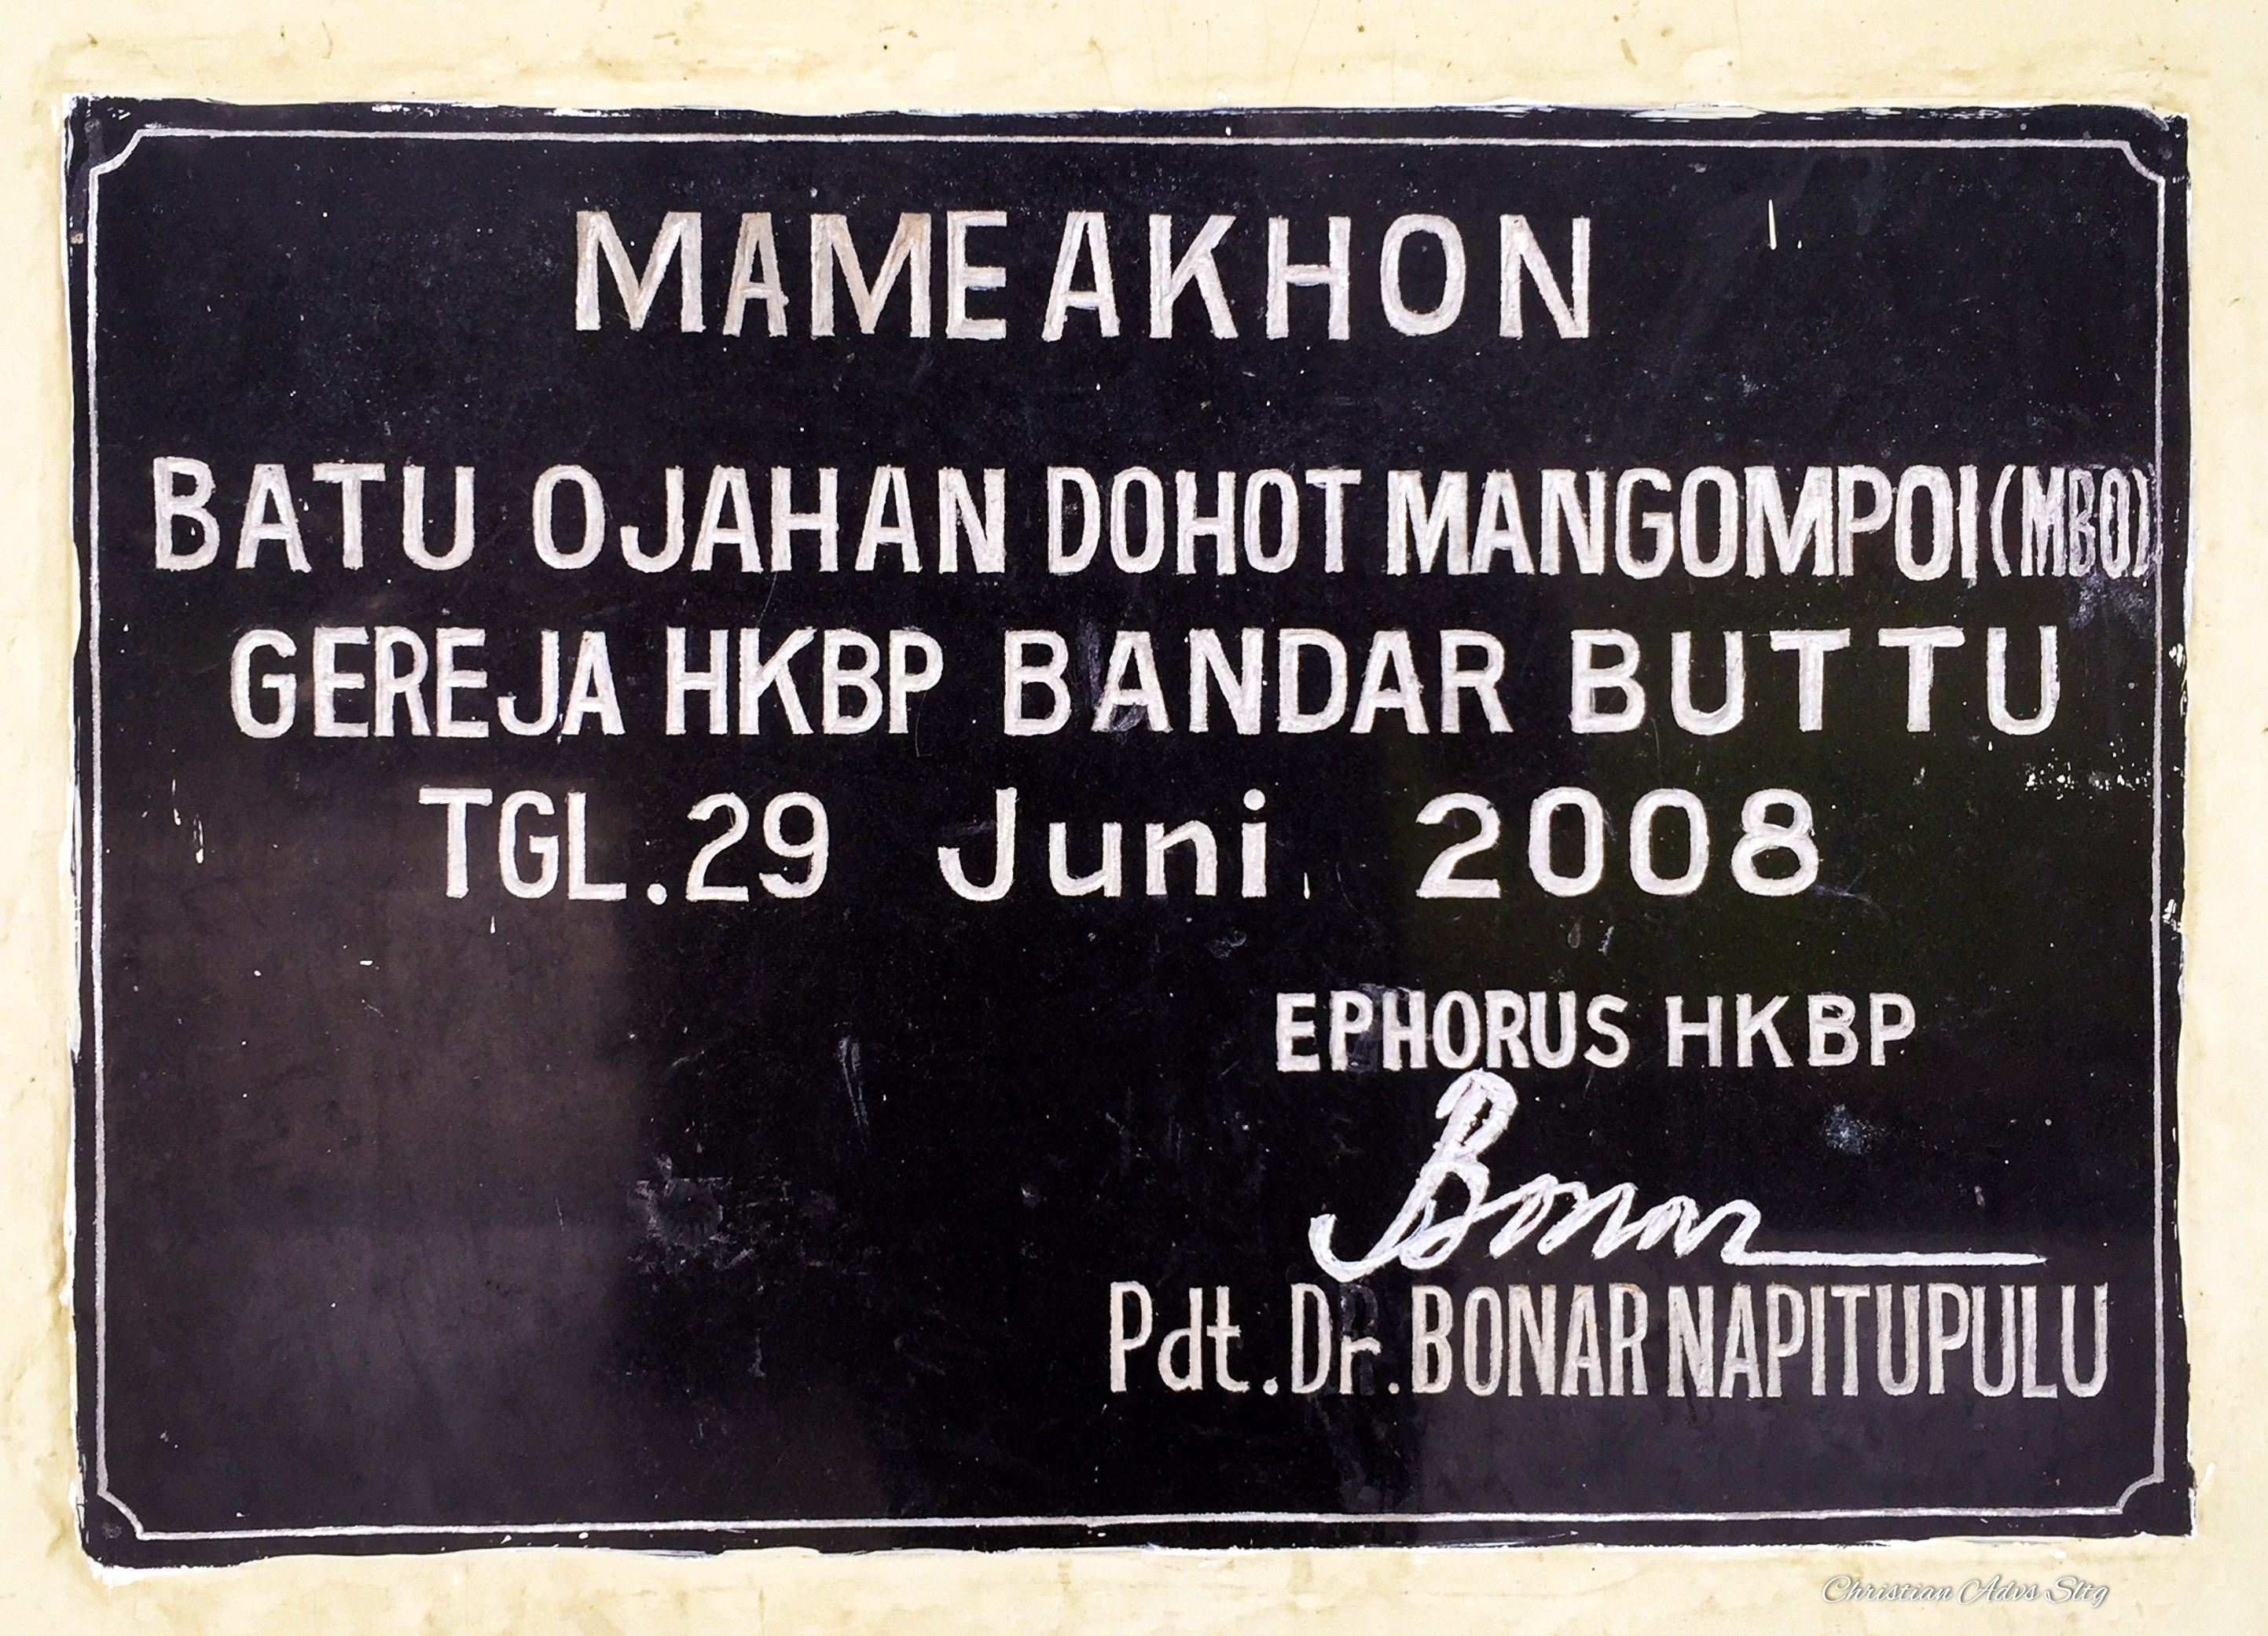 MAMEAKHON
BATU OJAHAN DOHOT MANGOMPOI (MBO)
GEREJA HKBP BANDAR BUTTU
TGL. 29 Juni 2008
EPHORUS HKBP
Bonar
Pdt. Dr. BONAR NAPITUPULU
Christian Advs Sltg